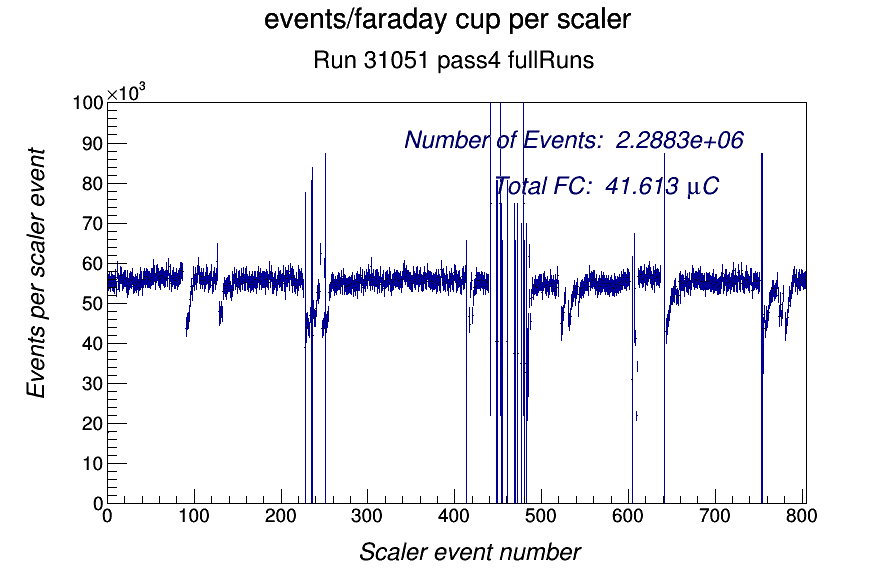 events/faraday cup per scaler
Run 31051 pass4 fullRuns
×10³
100
90
80
70
60
50
40
30
20
10
0
Events per scaler event
Number of Events: 2.2883e+06
Total FC: 41.613 μC
0 100 200 300 400 500 600 700 800
Scaler event number